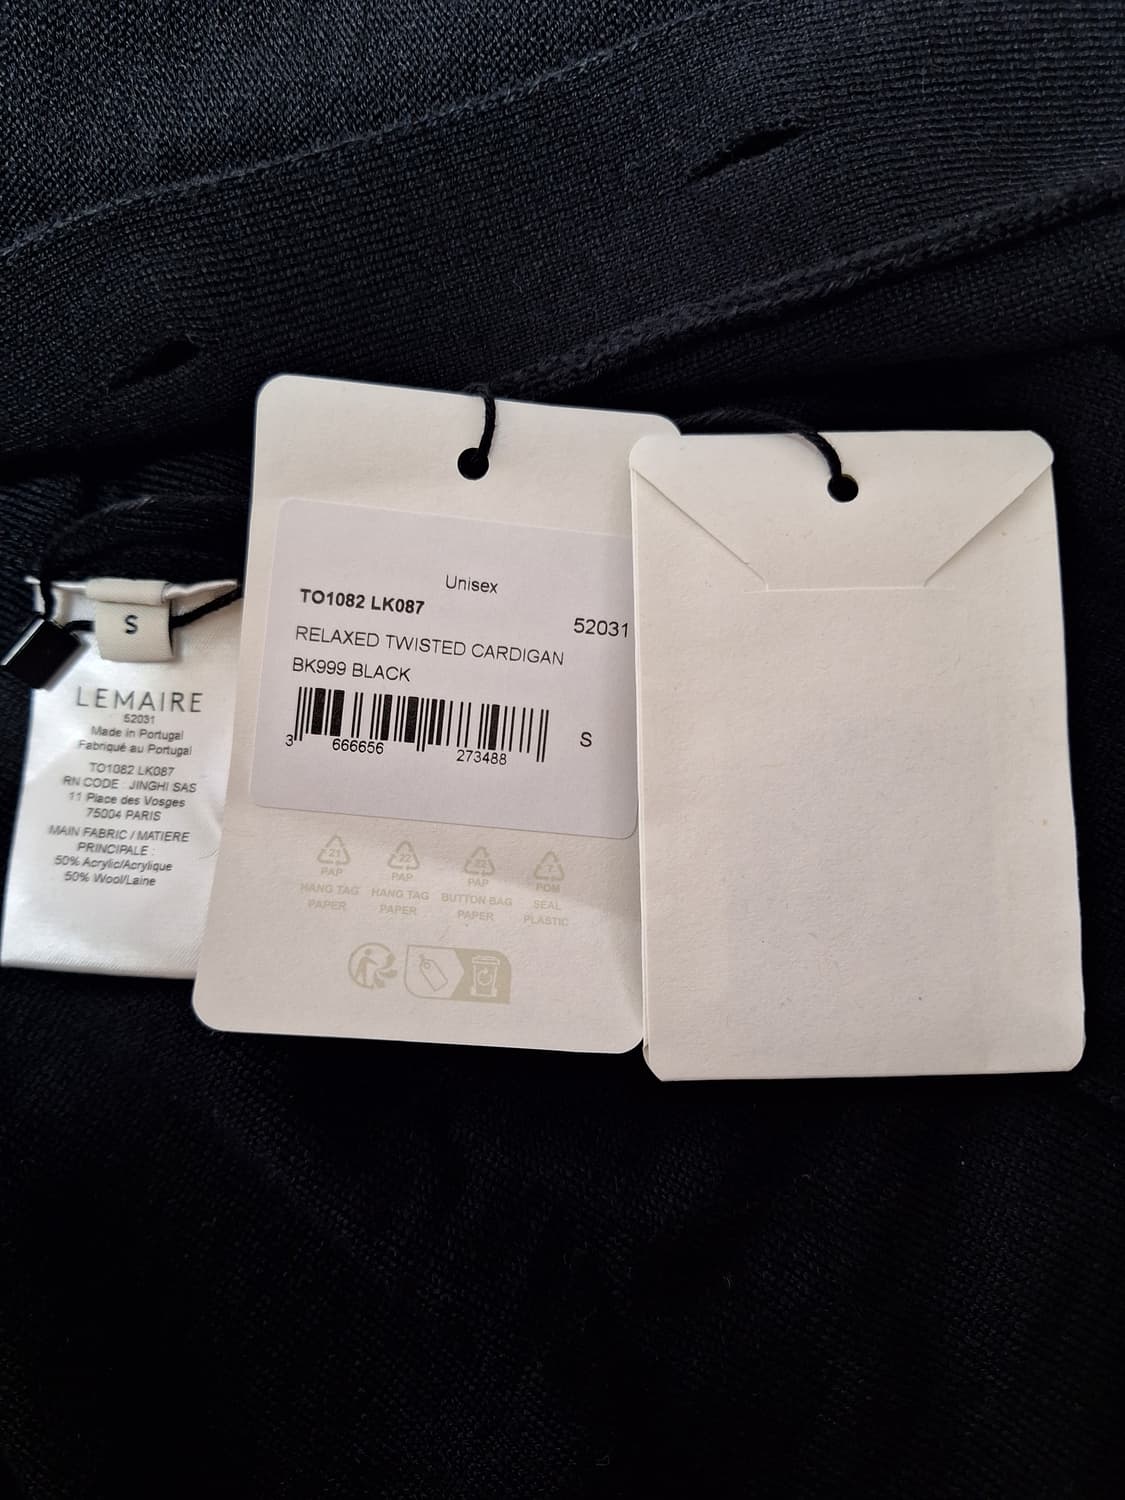 S
LEMAIRE
52031
Made in Portugal
Fabriqué au Portugal
TO1082 LK087
RN CODE : JINGHI SAS
11 Place des Vosges
75004 PARIS
MAIN FABRIC / MATIERE
PRINCIPALE :
50% Acrylic/Acrylique
50% Wool/Laine
Unisex
TO1082 LK087
52031
RELAXED TWISTED CARDIGAN
BK999 BLACK
3 666656 273488
S
21
PAP
HANG TAG
PAPER
22
PAP
HANG TAG
PAPER
22
PAP
BUTTON BAG
PAPER
7
POM
SEAL
PLASTIC